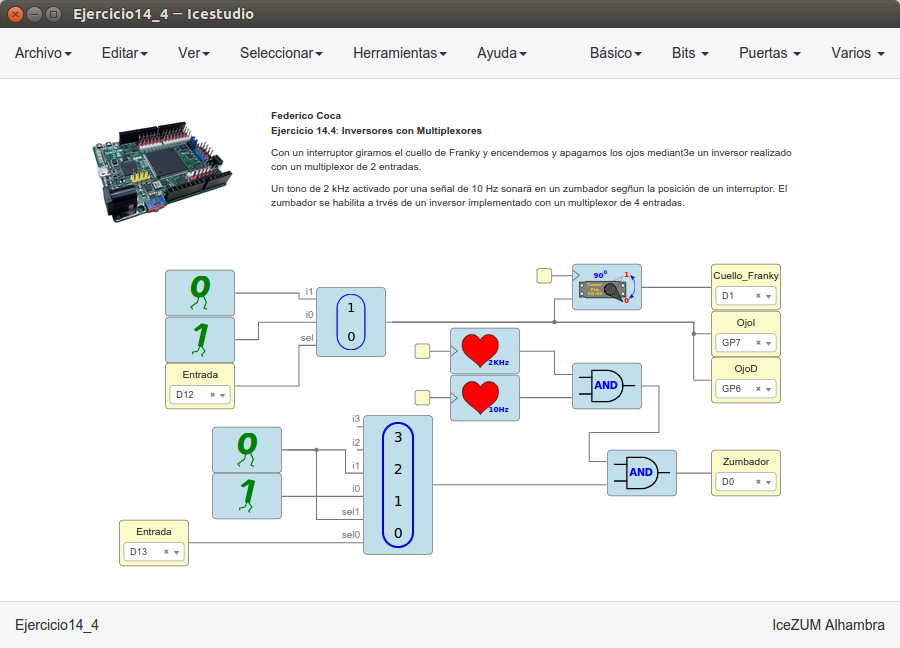 Ejercicio14_4 — Icestudio
Archivo Editar Ver Seleccionar Herramientas Ayuda Básico Bits Puertas Varios
Federico Coca
Ejercicio 14.4: Inversores con Multiplexores
Con un interruptor giramos el cuello de Franky y encendemos y apagamos los ojos mediant3e un inversor realizado
con un multiplexor de 2 entradas.
Un tono de 2 kHz activado por una señal de 10 Hz sonará en un zumbador segñun la posición de un interruptor. El
zumbador se habilita a trvés de un inversor implementado con un multiplexor de 4 entradas.
0
1
Entrada
D12
i1
i0
sel
1
0
90º
1
0
Cuello_Franky
D1
OjoI
GP7
OjoD
GP6
2KHz
10Hz
AND
AND
Zumbador
D0
0
1
Entrada
D13
i3
i2
i1
i0
sel1
sel0
3
2
1
0
Ejercicio14_4
IceZUM Alhambra